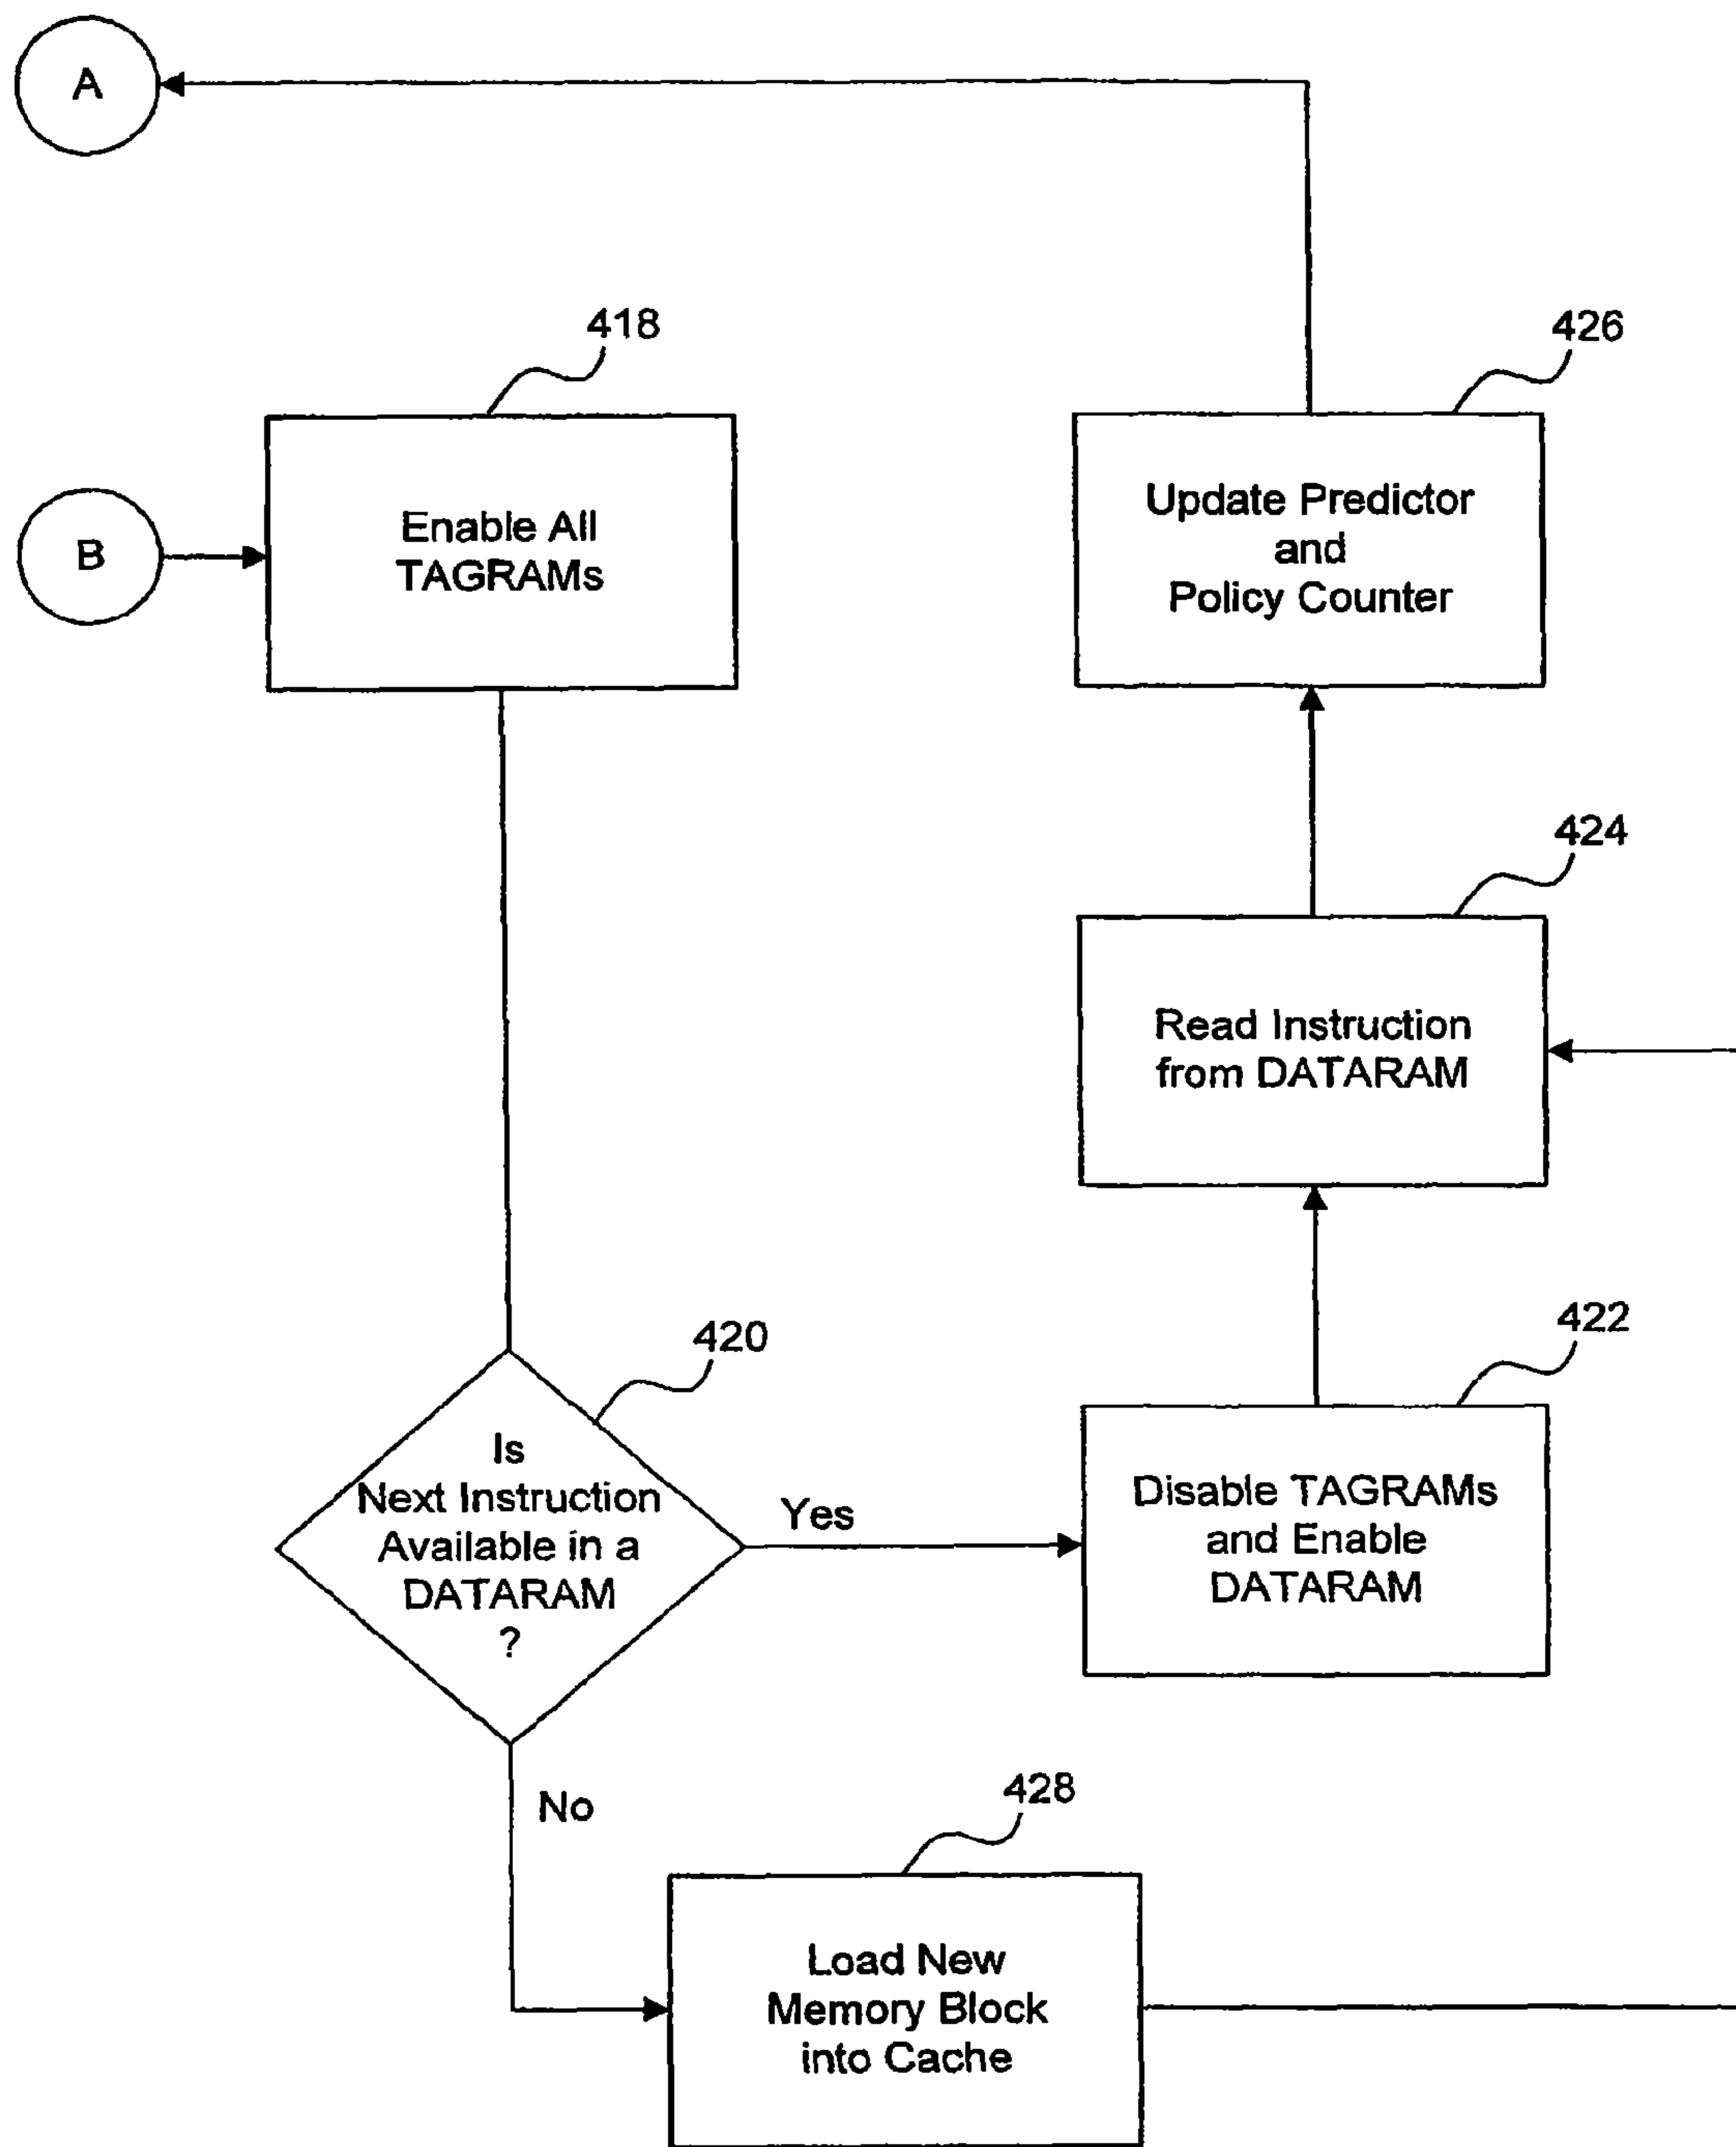 A
418
426
B
Enable All
TAGRAMs
Update Predictor
and
Policy Counter
424
Read Instruction
from DATARAM
420
422
Is
Next Instruction
Available in a
DATARAM
?
Yes
Disable TAGRAMs
and Enable
DATARAM
No
428
Load New
Memory Block
into Cache